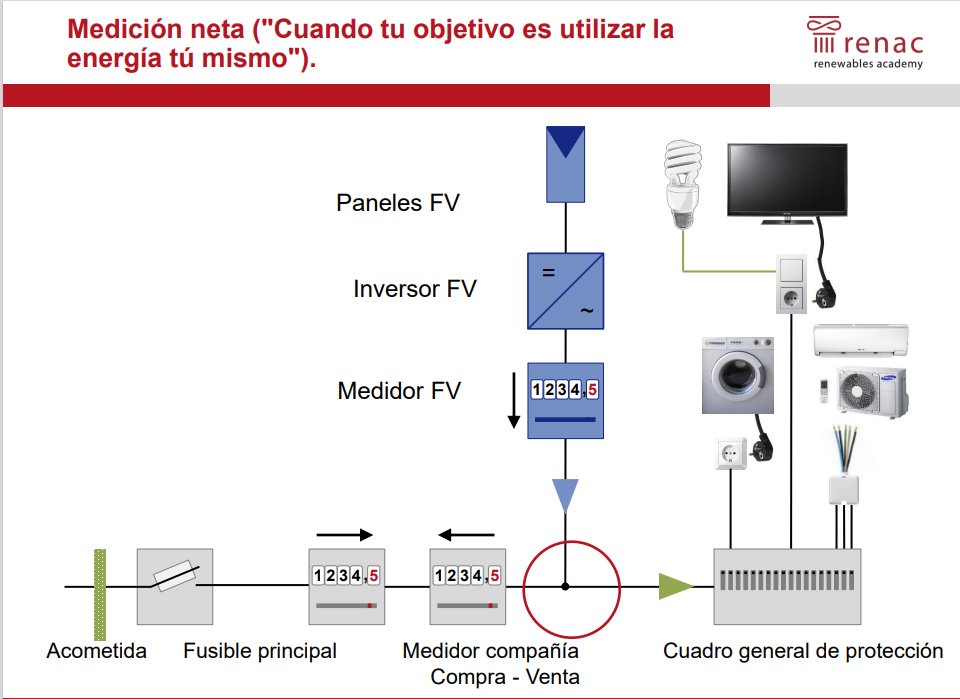 Medición neta ("Cuando tu objetivo es utilizar la
energía tú mismo").
renac
renewables academy
Paneles FV
Inversor FV
=
~
Medidor FV
1234,5
1234,5
1234,5
Acometida
Fusible principal
Medidor compañía
Compra - Venta
Cuadro general de protección